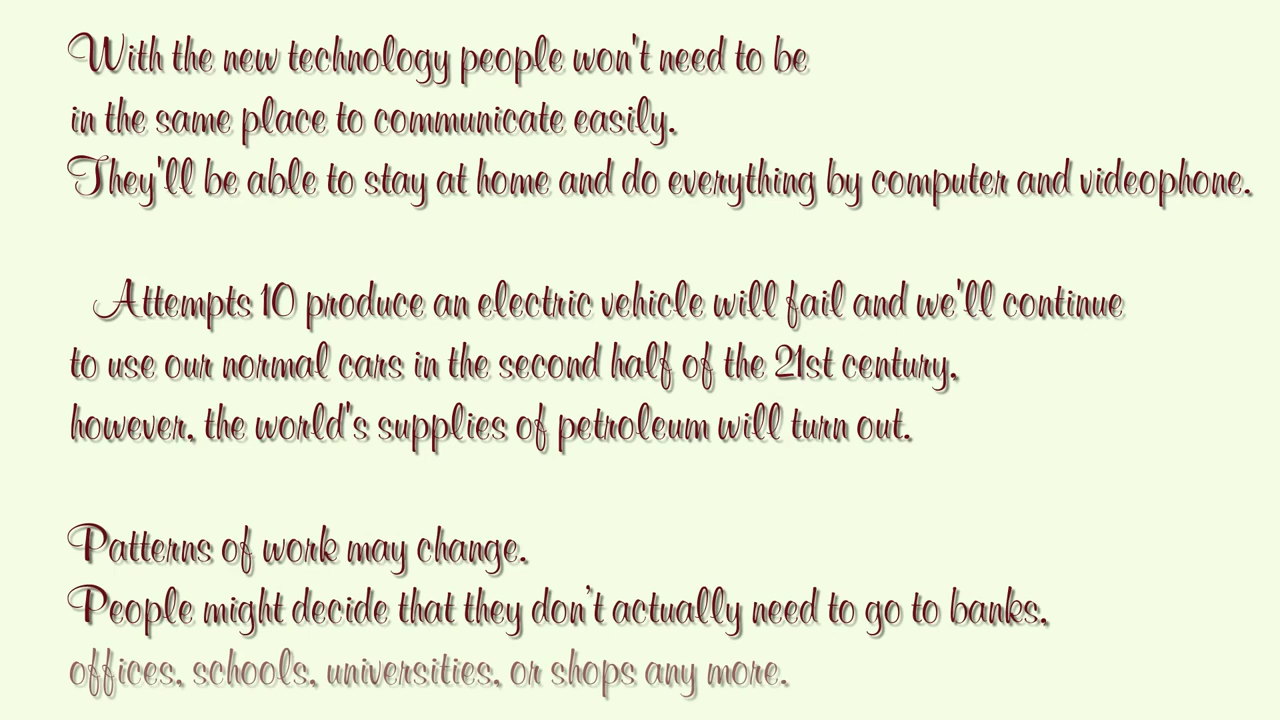 With the new technology people won't need to be
in the same place to communicate easily.
They'll be able to stay at home and do everything by computer and videophone.
Attempts 10 produce an electric vehicle will fail and we'll continue
to use our normal cars in the second half of the 21st century,
however, the world's supplies of petroleum will turn out.
Patterns of work may change.
People might decide that they don't actually need to go to banks.
offices, schools, universities, or shops any more.